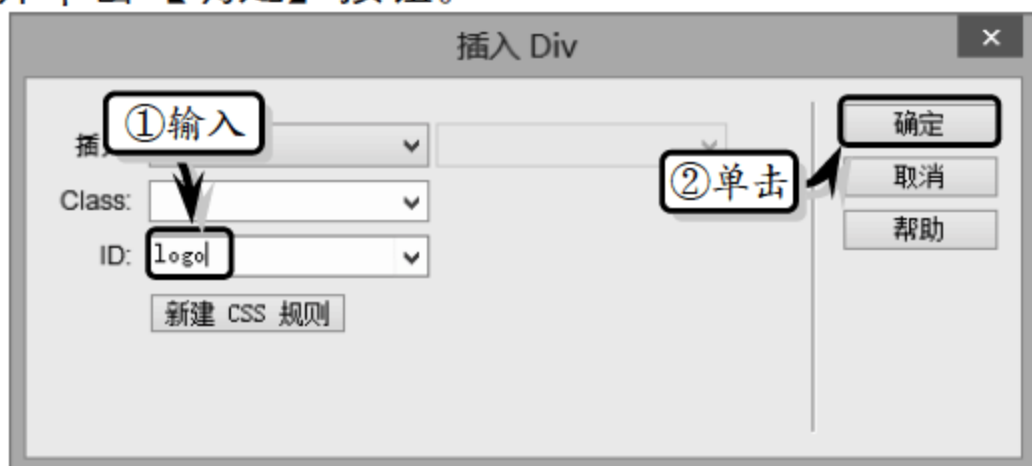 插入 Div
①输入
插
确定
②单击
Class:
取消
ID: logo
帮助
新建 CSS 规则